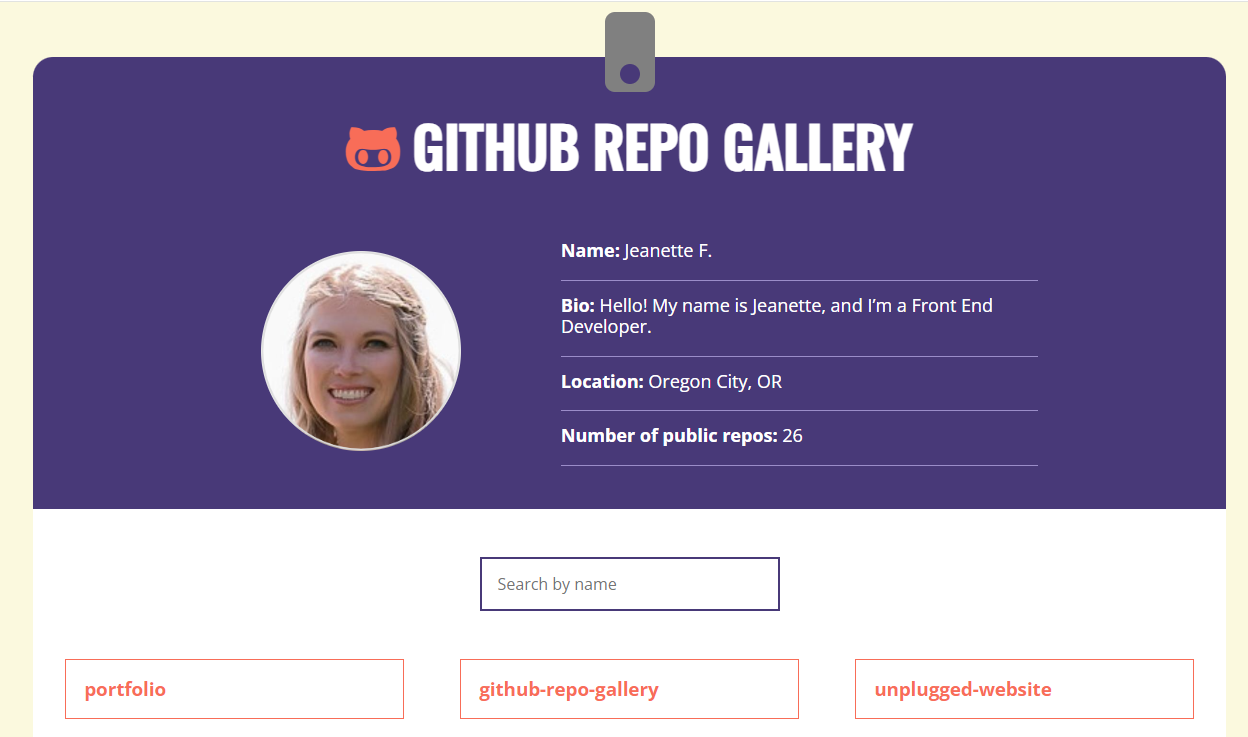 GITHUB REPO GALLERY
Name: Jeanette F.
Bio: Hello! My name is Jeanette, and I’m a Front End
Developer.
Location: Oregon City, OR
Number of public repos: 26
Search by name
portfolio
github-repo-gallery
unplugged-website